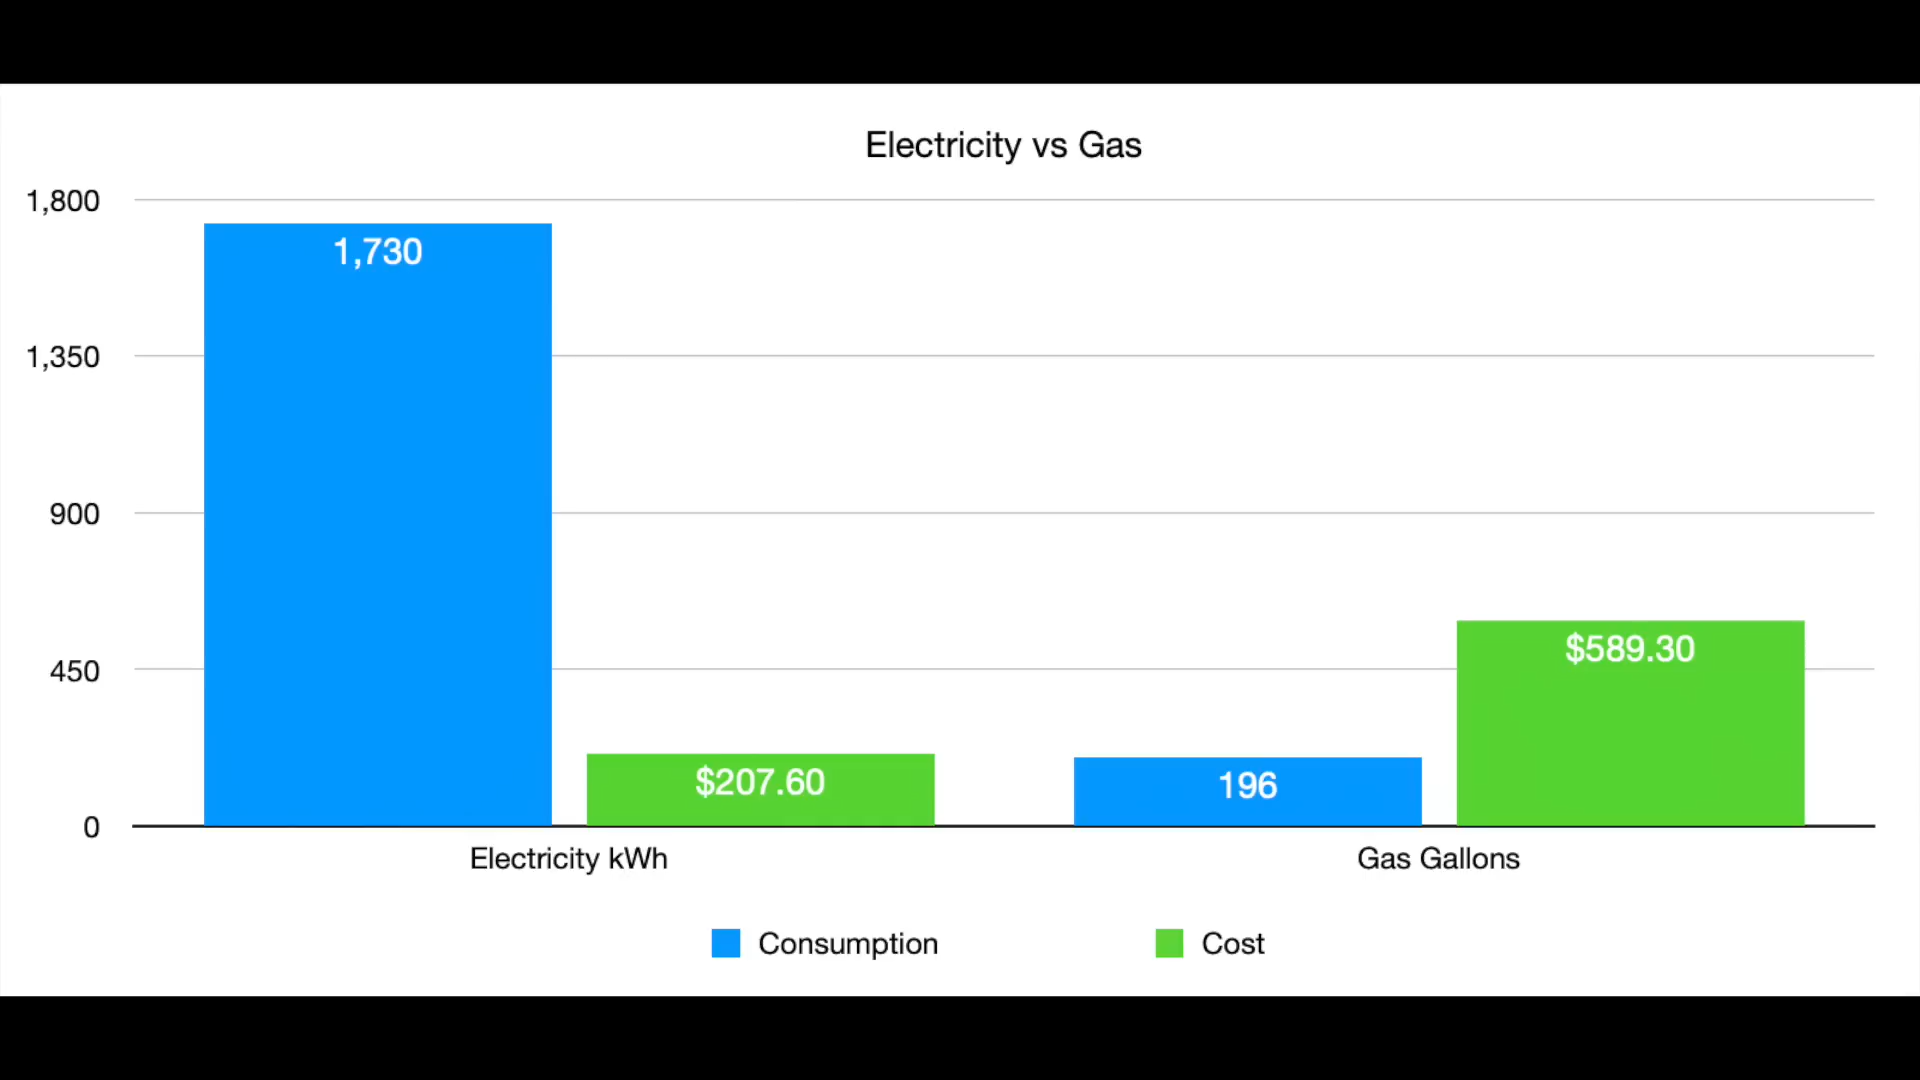 Electricity vs Gas
1,800
1,730
1,350
900
$589.30
450
$207.60
196
0
Electricity kWh
Gas Gallons
Consumption
Cost